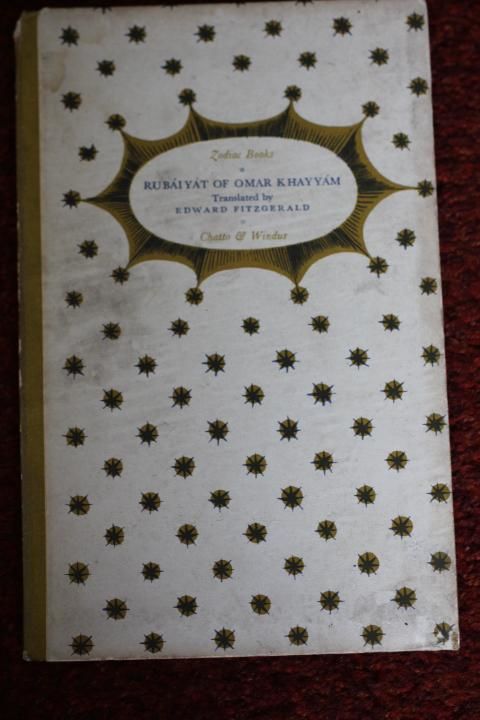 Zodiac Books
RUBÁIYÁT OF OMAR KHAYYÁM
Translated by
EDWARD FITZGERALD
Chatto & Windus